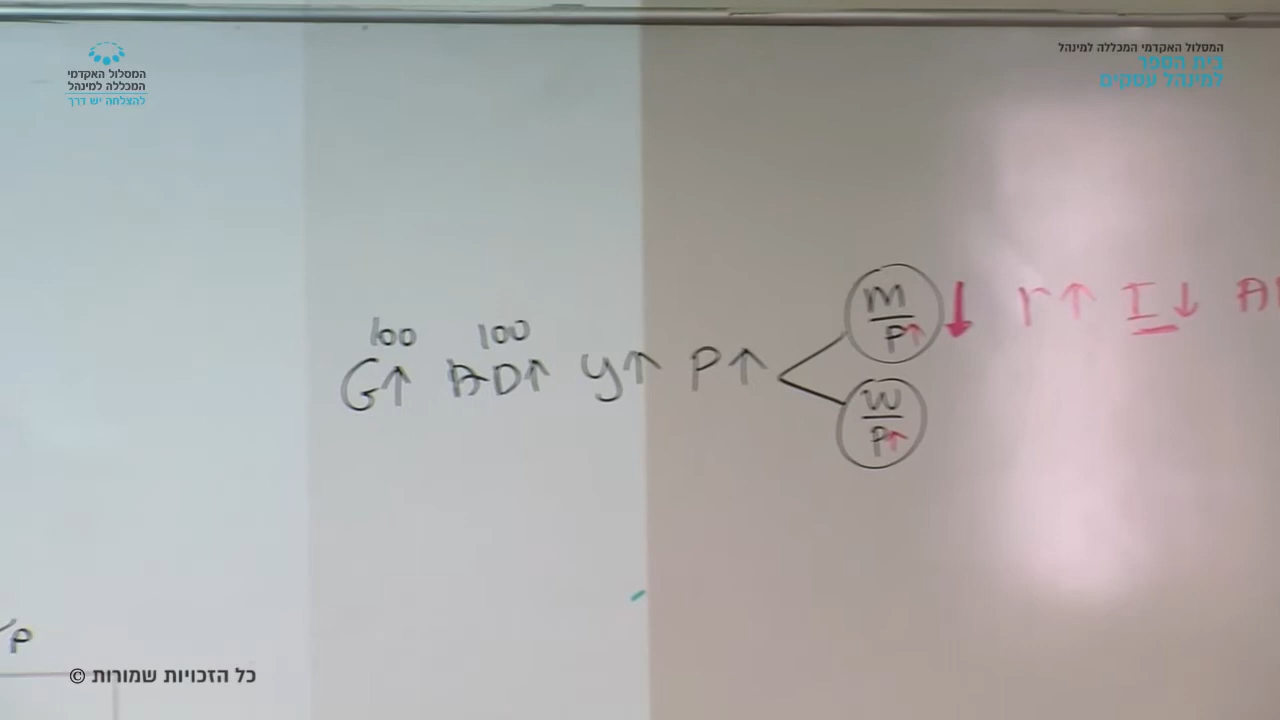 המסלול האקדמי המכללה למינהל
בית הספר
למינהל עסקים
המסלול האקדמי
המכללה למינהל
להצלחה יש דרך
100 100
G↑ AD↑ y↑ P↑
M
P↑
↓ r↑ I↓
W
P↑
P
כל הזכויות שמורות ©